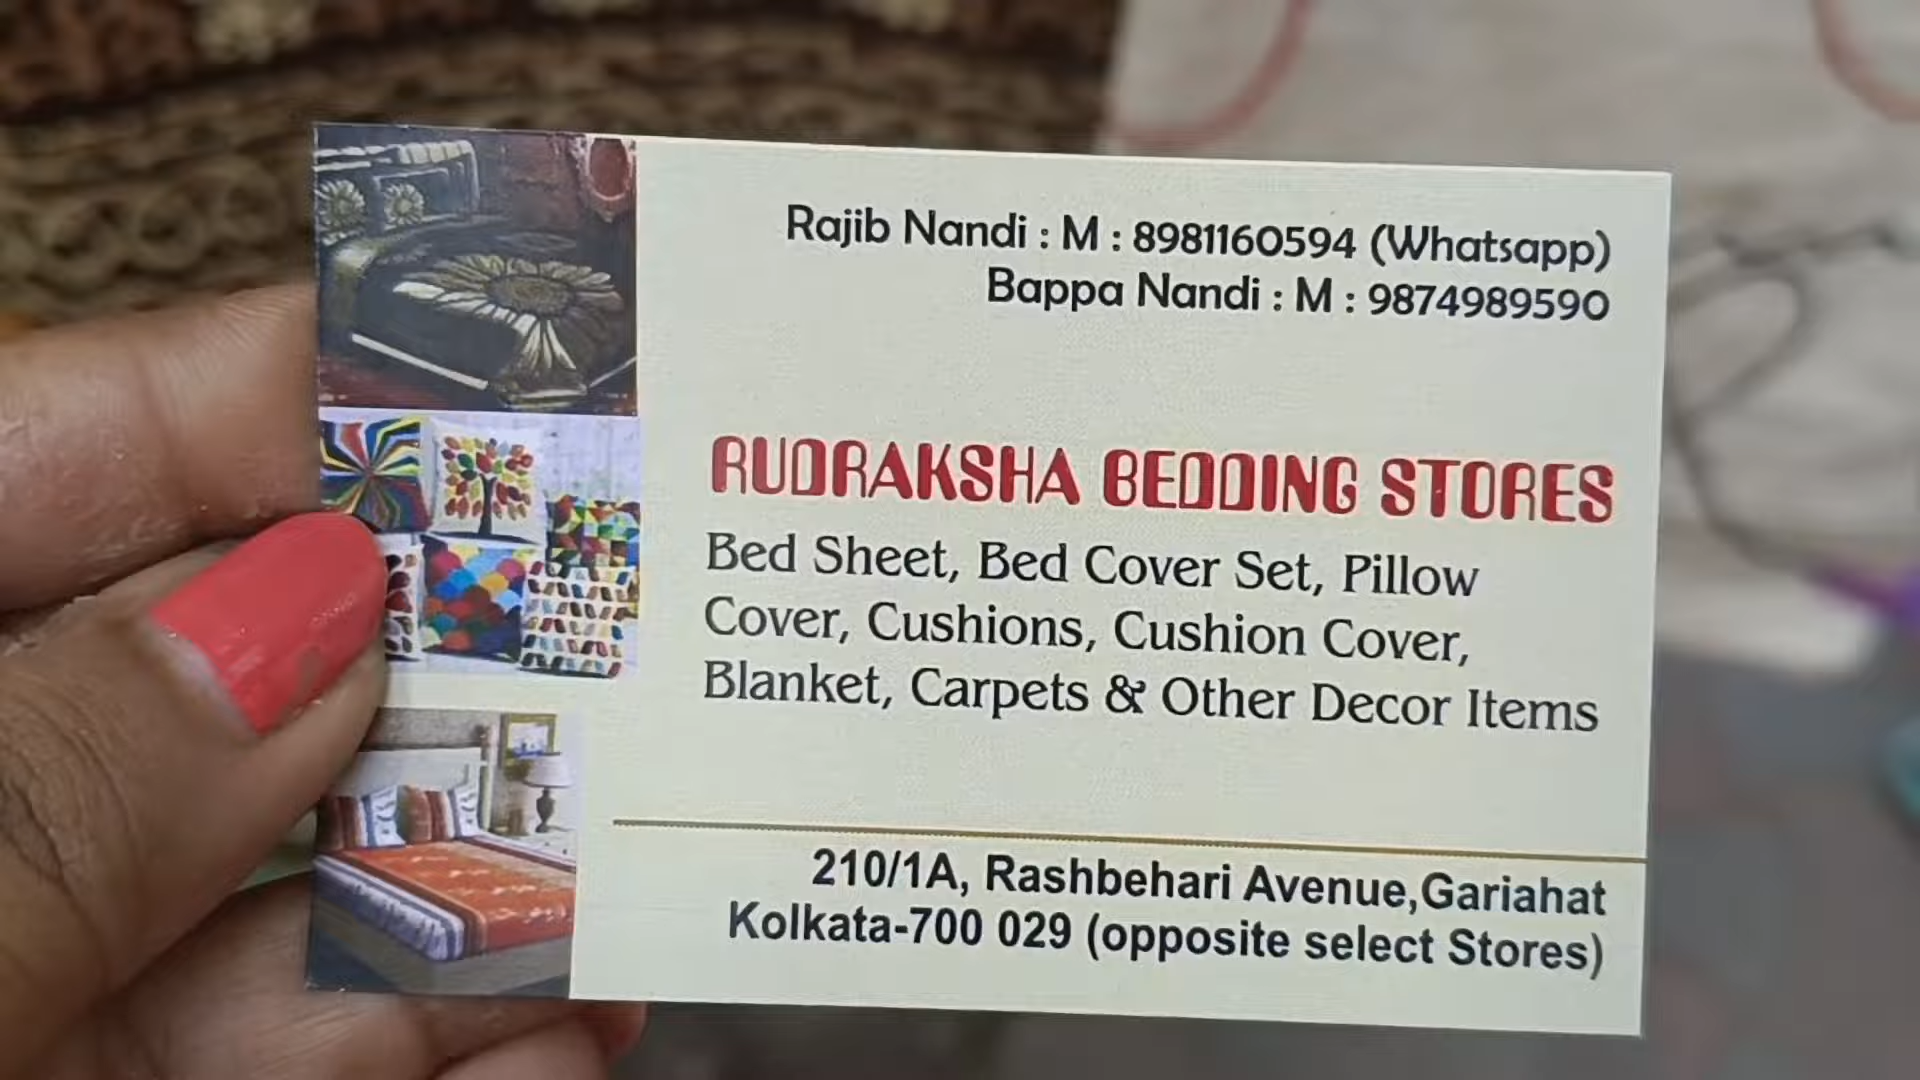 Rajib Nandi : M : 8981160594 (Whatsapp)
Bappa Nandi : M : 9874989590
RUDRAKSHA BEDDING STORES
Bed Sheet, Bed Cover Set, Pillow
Cover, Cushions, Cushion Cover,
Blanket, Carpets & Other Decor Items
210/1A, Rashbehari Avenue,Gariahat
Kolkata-700 029 (opposite select Stores)